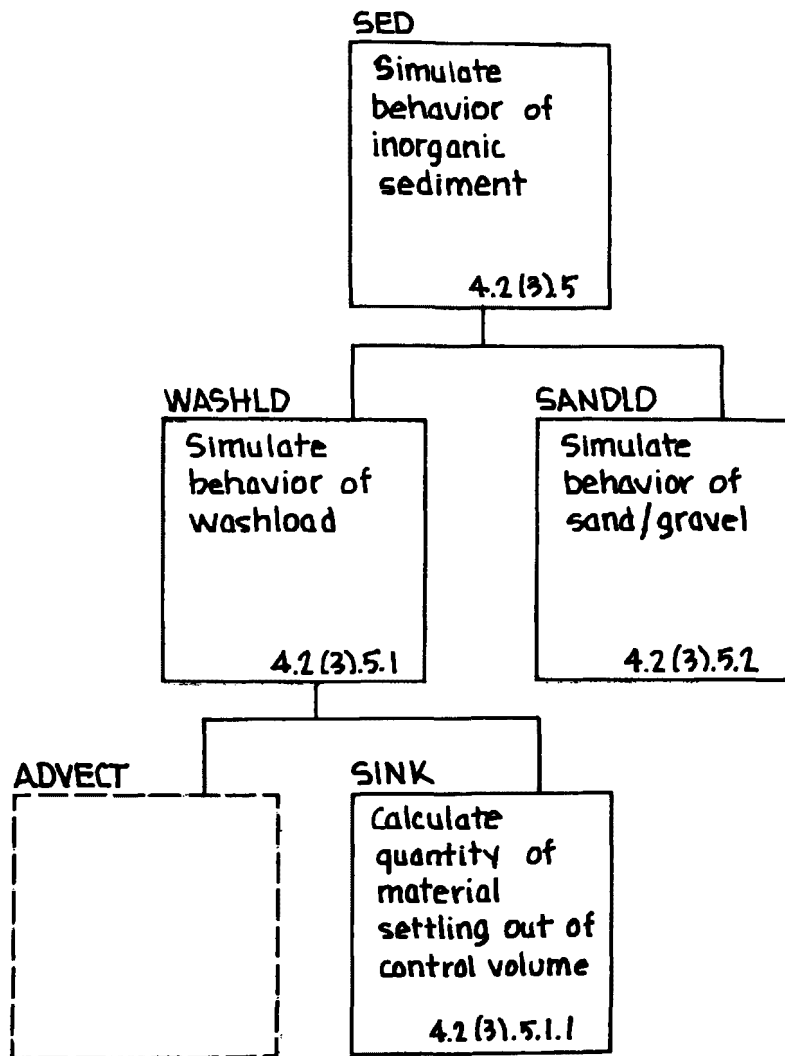 SED
Simulate
behavior of
inorganic
sediment
4.2(3).5
WASHLD
Simulate
behavior of
washload
4.2(3).5.1
SANDLD
Simulate
behavior of
sand/gravel
4.2(3).5.2
ADVECT
SINK
Calculate
quantity of
material
settling out of
control volume
4.2(3).5.1.1